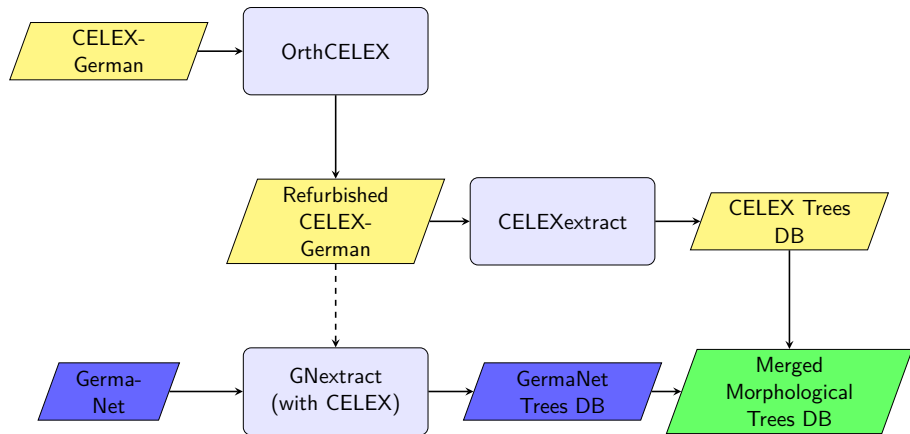 CELEX-
German
OrthCELEX
Refurbished
CELEX-
German
CELEXextract
CELEX Trees
DB
Germa-
Net
GNextract
(with CELEX)
GermaNet
Trees DB
Merged
Morphological
Trees DB